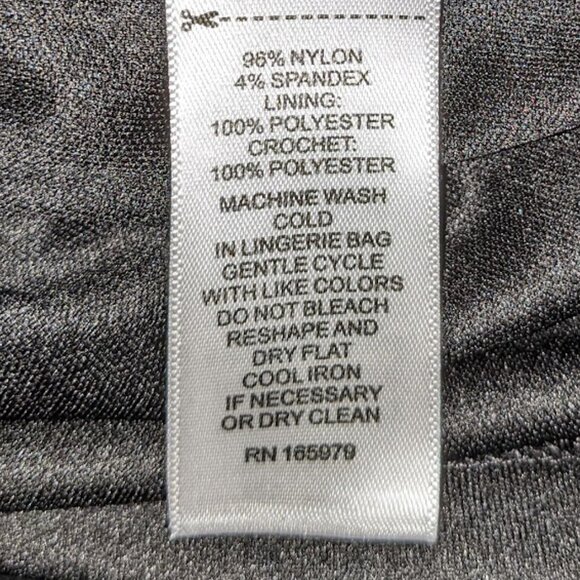 96% NYLON
4% SPANDEX
LINING:
100% POLYESTER
CROCHET:
100% POLYESTER
MACHINE WASH
COLD
IN LINGERIE BAG
GENTLE CYCLE
WITH LIKE COLORS
DO NOT BLEACH
RESHAPE AND
DRY FLAT
COOL IRON
IF NECESSARY
OR DRY CLEAN
RN 165979